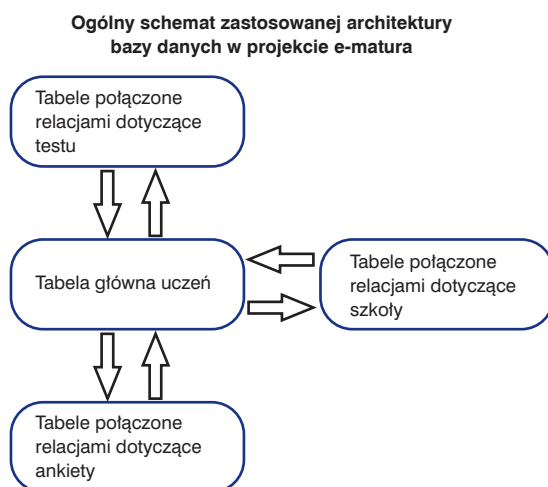 Ogólny schemat zastosowanej architektury
bazy danych w projekcie e-matura
Tabele połączone
relacjami dotyczące
testu
Tabela główna uczeń
Tabele połączone
relacjami dotyczące
szkoły
Tabele połączone
relacjami dotyczące
ankiety